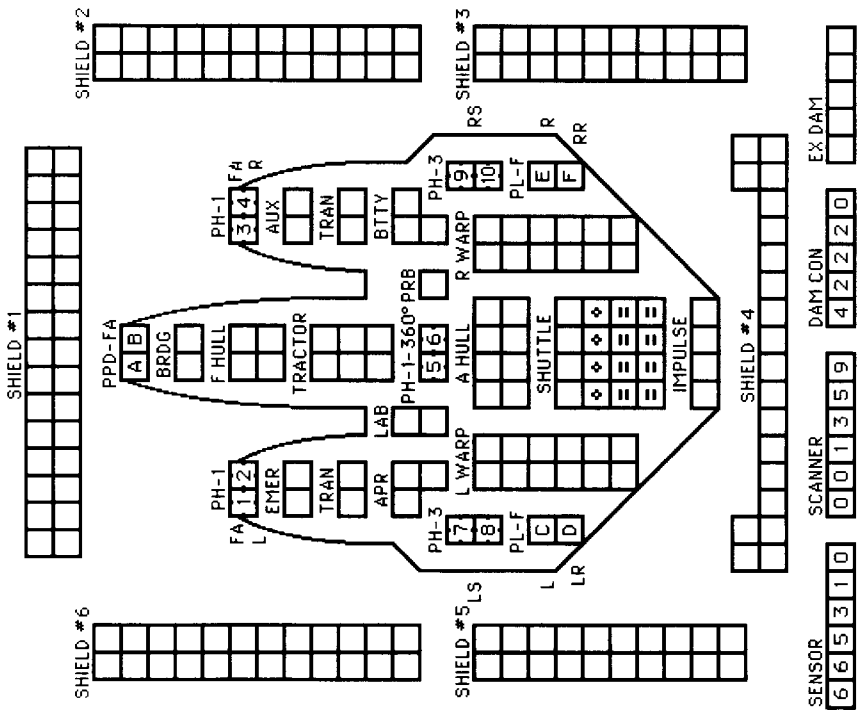 SHIELD #1
SHIELD #6
SHIELD #2
PPD-FA
A B
BRDG
F HULL
TRACTOR
PH-1
FA
L
1 2
EMER
TRAN
APR
LAB
PH-1
3 4
FA
R
AUX
TRAN
BTTY
PH-1-360°
5 6
PRB
SHIELD #5
LS
PH-3
7
8
PL-F
C
D
L
LR
L WARP
A HULL
SHUTTLE
= = = =
= = = =
IMPULSE
R WARP
PH-3
9
10
PL-F
E
F
RS
R
RR
SHIELD #3
SHIELD #4
SENSOR
6 6 5 3 1 0
SCANNER
0 0 1 3 5 9
DAM CON
4 2 2 2 0
EX DAM